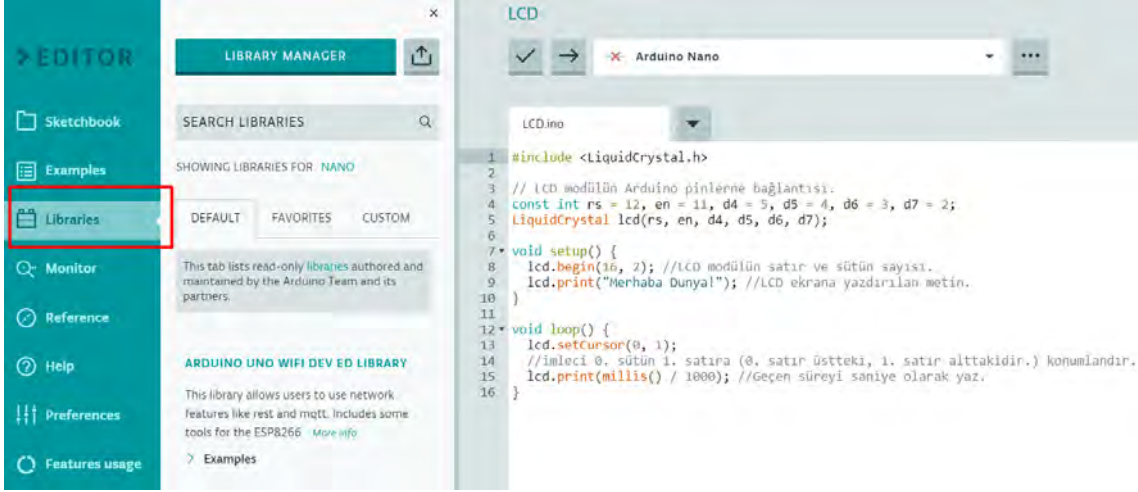 EDITOR
Sketchbook
Examples
Libraries
Monitor
Reference
Help
Preferences
Features usage
×
LIBRARY MANAGER
SEARCH LIBRARIES
SHOWING LIBRARIES FOR NANO
DEFAULT FAVORITES CUSTOM
This tab lists read-only libraries authored and
maintained by the Arduino Team and its
partners.
ARDUINO UNO WIFI DEV ED LIBRARY
This library allows users to use network
features like rest and mqtt. Includes some
tools for the ESP8266 More info
> Examples
LCD
Arduino Nano
LCD.ino
1 #include <LiquidCrystal.h>
2
3 // LCD modülün Arduino pinlerne bağlantısı.
4 const int rs = 12, en = 11, d4 = 5, d5 = 4, d6 = 3, d7 = 2;
5 LiquidCrystal lcd(rs, en, d4, d5, d6, d7);
6
7 void setup() {
8 lcd.begin(16, 2); //LCD modülün satır ve sütün sayısı.
9 lcd.print("Merhaba Dunya!"); //LCD ekrana yazdırılan metin.
10 }
11
12 void loop() {
13 lcd.setCursor(0, 1);
14 //imleci 0. sütün 1. satıra (0. satır üstteki, 1. satır alttakidir.) konumlandır.
15 lcd.print(millis() / 1000); //Geçen süreyi saniye olarak yaz.
16 }